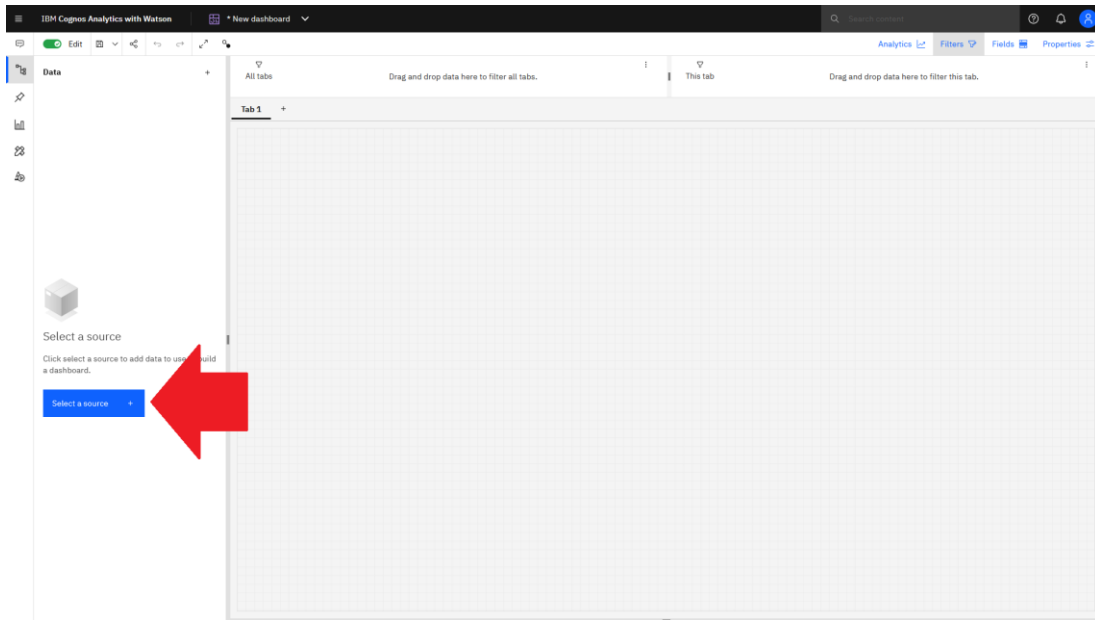 IBM Cognos Analytics with Watson
* New dashboard
Search content
Edit
Analytics
Filters
Fields
Properties
Data
+
All tabs
Drag and drop data here to filter all tabs.
This tab
Drag and drop data here to filter this tab.
Tab 1 +
Select a source
Click select a source to add data to use build
a dashboard.
Select a source +